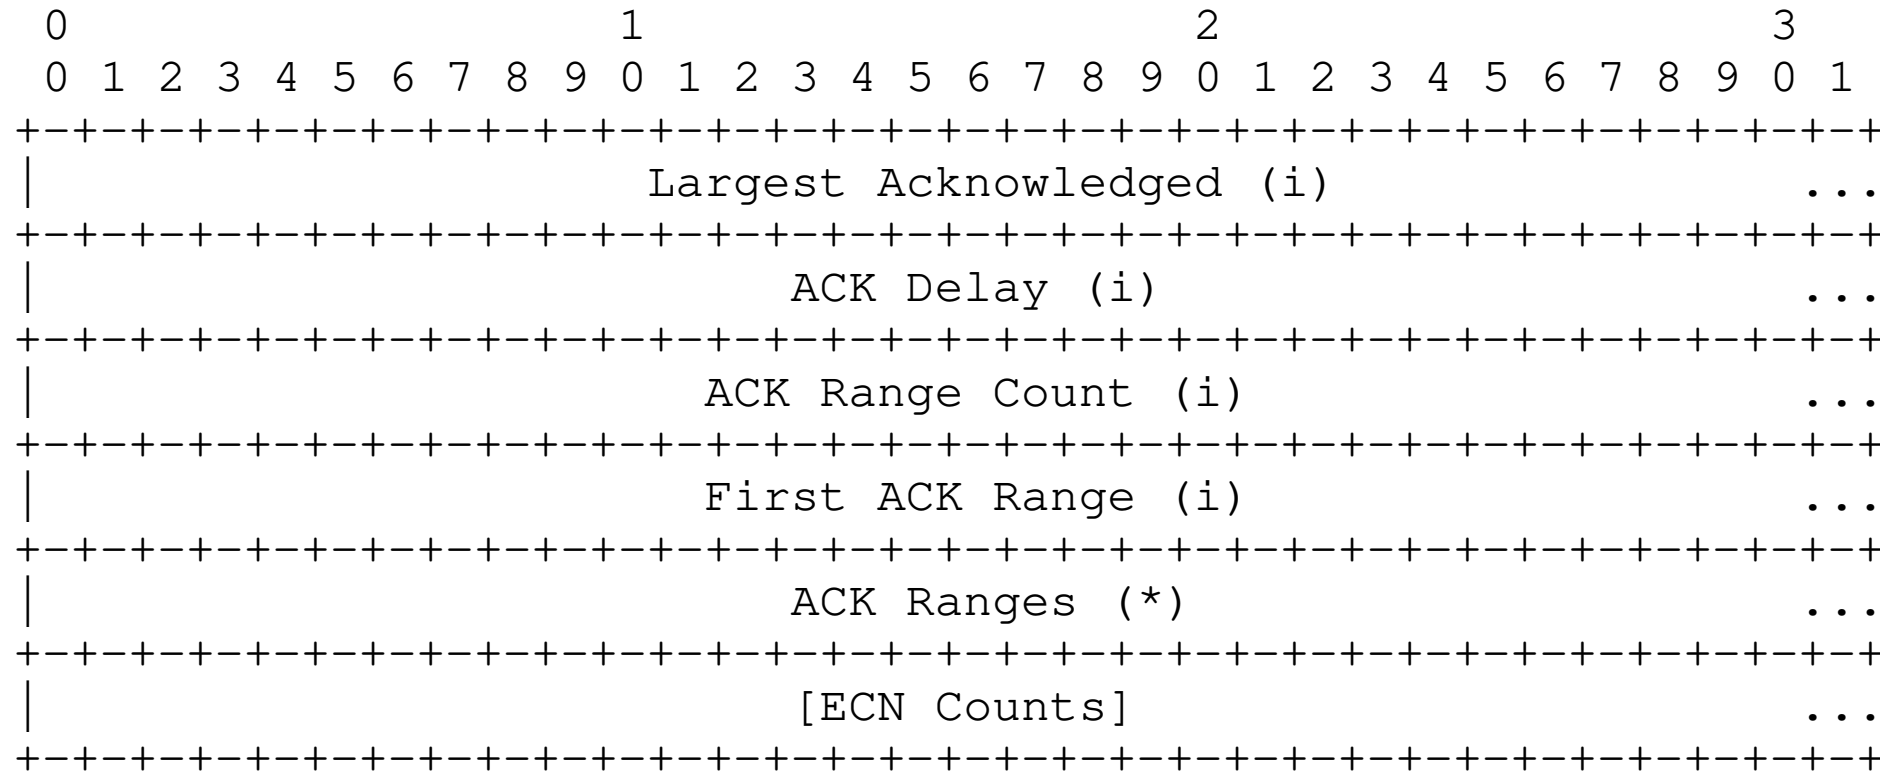 0                   1                   2                   3
 0 1 2 3 4 5 6 7 8 9 0 1 2 3 4 5 6 7 8 9 0 1 2 3 4 5 6 7 8 9 0 1
+-+-+-+-+-+-+-+-+-+-+-+-+-+-+-+-+-+-+-+-+-+-+-+-+-+-+-+-+-+-+-+-+
|                     Largest Acknowledged (i)                ...
+-+-+-+-+-+-+-+-+-+-+-+-+-+-+-+-+-+-+-+-+-+-+-+-+-+-+-+-+-+-+-+-+
|                          ACK Delay (i)                      ...
+-+-+-+-+-+-+-+-+-+-+-+-+-+-+-+-+-+-+-+-+-+-+-+-+-+-+-+-+-+-+-+-+
|                       ACK Range Count (i)                   ...
+-+-+-+-+-+-+-+-+-+-+-+-+-+-+-+-+-+-+-+-+-+-+-+-+-+-+-+-+-+-+-+-+
|                       First ACK Range (i)                   ...
+-+-+-+-+-+-+-+-+-+-+-+-+-+-+-+-+-+-+-+-+-+-+-+-+-+-+-+-+-+-+-+-+
|                          ACK Ranges (*)                     ...
+-+-+-+-+-+-+-+-+-+-+-+-+-+-+-+-+-+-+-+-+-+-+-+-+-+-+-+-+-+-+-+-+
|                          [ECN Counts]                       ...
+-+-+-+-+-+-+-+-+-+-+-+-+-+-+-+-+-+-+-+-+-+-+-+-+-+-+-+-+-+-+-+-+